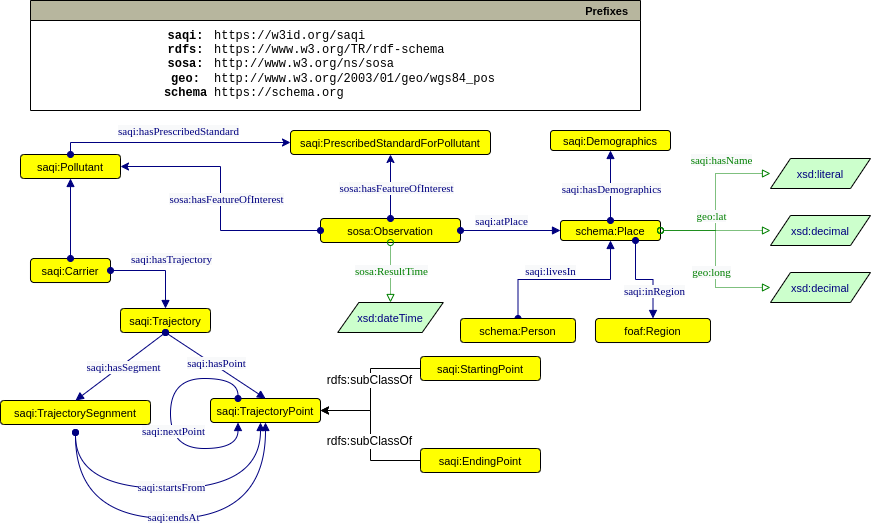 Prefixes
saqi: https://w3id.org/saqi
rdfs: https://www.w3.org/TR/rdf-schema
sosa: http://www.w3.org/ns/sosa
geo: http://www.w3.org/2003/01/geo/wgs84_pos
schema https://schema.org
saqi:hasPrescribedStandard
saqi:PrescribedStandardForPollutant
saqi:Demographics
saqi:Pollutant
saqi:hasName
xsd:literal
sosa:hasFeatureOfInterest
sosa:hasFeatureOfInterest
saqi:hasDemographics
saqi:atPlace
geo:lat
sosa:Observation
schema:Place
xsd:decimal
saqi:hasTrajectory
saqi:Carrier
sosa:ResultTime
saqi:livesIn
geo:long
saqi:inRegion
xsd:decimal
saqi:Trajectory
xsd:dateTime
schema:Person
foaf:Region
saqi:hasSegment
saqi:hasPoint
saqi:StartingPoint
rdfs:subClassOf
saqi:TrajectorySegnment
saqi:TrajectoryPoint
saqi:nextPoint
rdfs:subClassOf
saqi:EndingPoint
saqi:startsFrom
saqi:endsAt